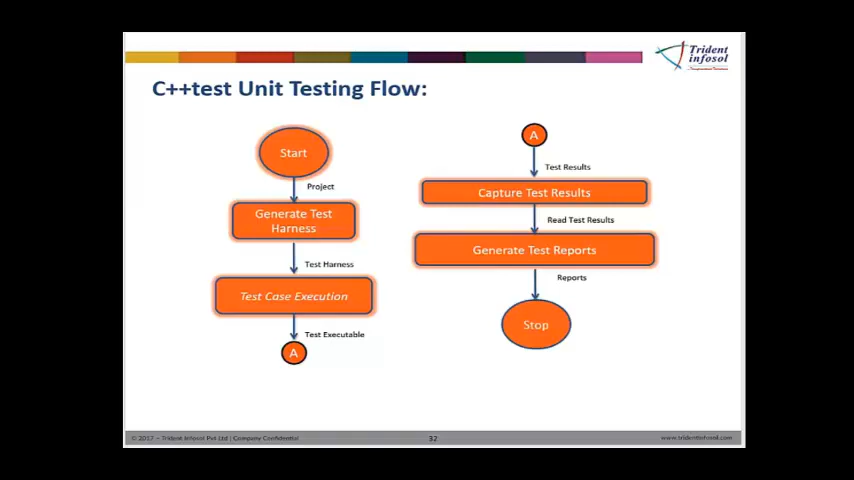 Trident
infosol
C++test Unit Testing Flow:
Start
Project
Generate Test
Harness
Test Harness
Test Case Execution
Test Executable
A
A
Test Results
Capture Test Results
Read Test Results
Generate Test Reports
Reports
Stop
© 2017 – Trident Infosol Pvt Ltd | Company Confidential
32
www.tridentinfosol.com